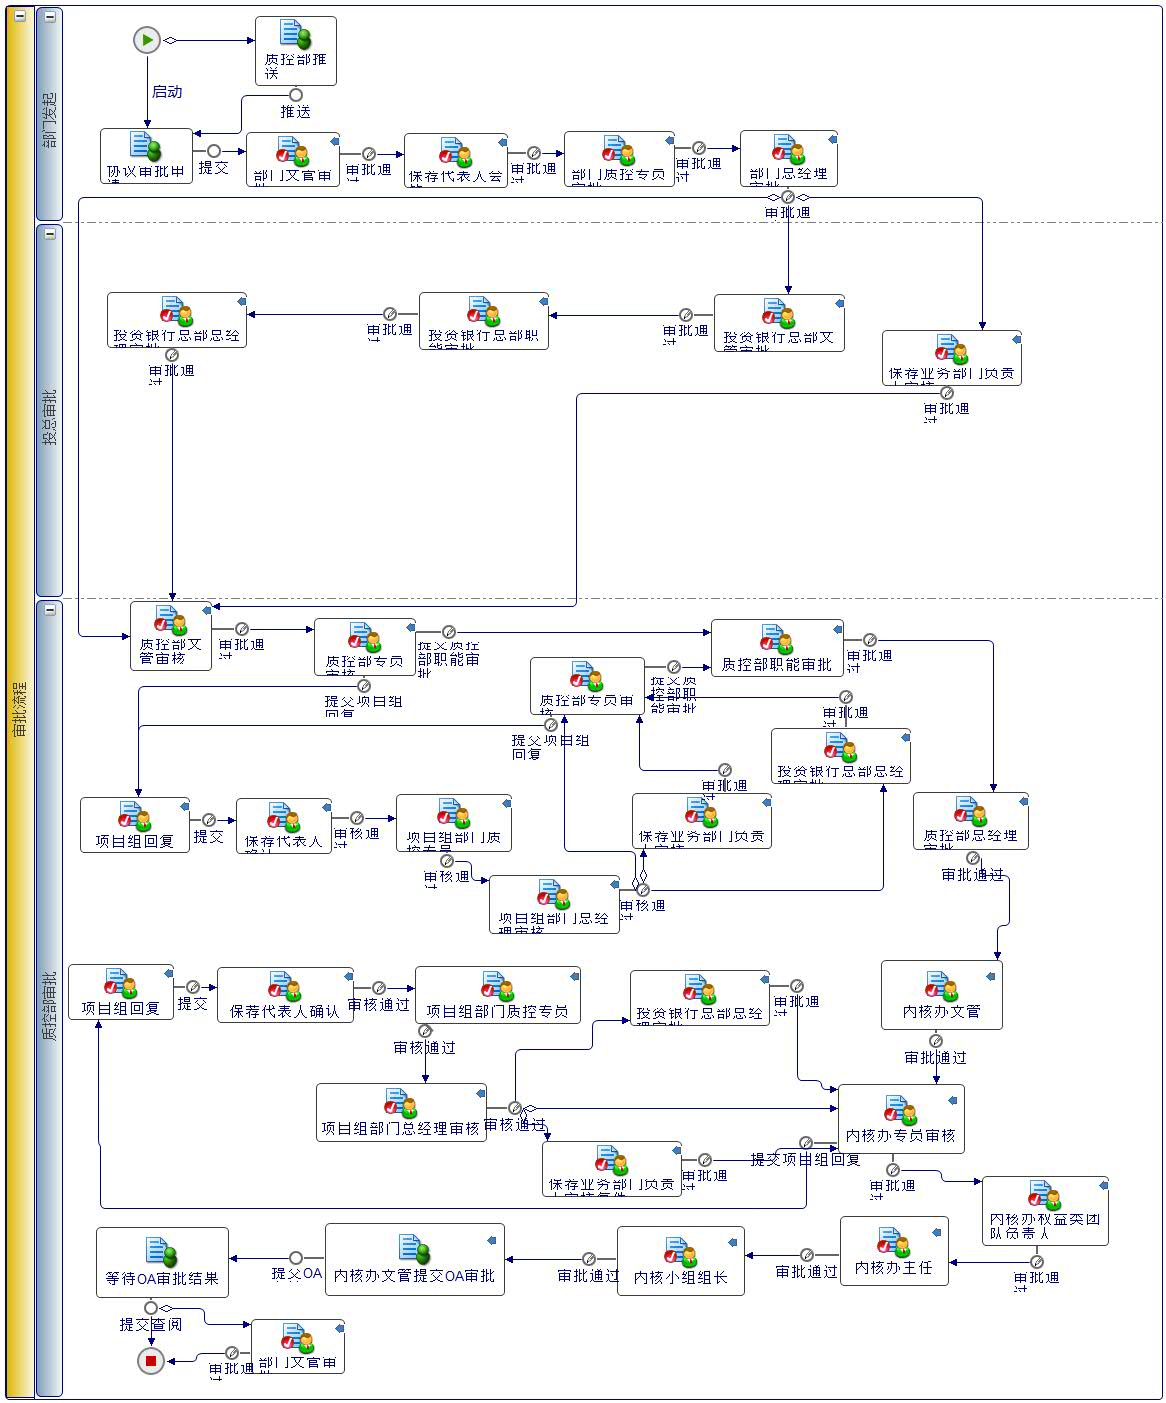 审批流程
部门发起
质控部推
送
启动
推送
协议审批申
提交
部门文管审
审批通
保荐代表人会
审批通
过
部门质控专员
审批
审批通
过
部门总经理
审批
审批通
投总审批
投资银行总部总经
理审批
审批通
过
投资银行总部职
能审批
审批通
过
投资银行总部文
管审批
保荐业务部门负责
人审核
审批通
过
审批通
过
质控部审批
质控部文
管审核
审批通
过
质控部专员
审核
提交质控
部职能审
批
质控部职能审批
审批通
过
提交项目组
回复
质控部专员审
核
提交质
控部职
能审批
审批通
过
提交项目组
回复
投资银行总部总经
理审批
审批通
过
项目组回复
提交
保荐代表人
确认
审核通
过
项目组部门质
控专员
保荐业务部门负责
人审核
质控部总经理
审批
审核通
过
审批通过
项目组部门总经
理审核
审核通
过
项目组回复
提交
保荐代表人确认
审核通过
项目组部门质控专员
投资银行总部总经
理审批
审批通
过
内核办文管
审核通过
审批通过
项目组部门总经理审核
审核通过
内核办专员审核
保荐业务部门负责
审批通
过
提交项目组回复
审批通
过
内核办权益类团
队负责人
等待OA审批结果
提交OA
内核办文管提交OA审批
审批通过
内核小组组长
审批通过
内核办主任
审批通
过
提交查阅
部门文管审
审批通
过